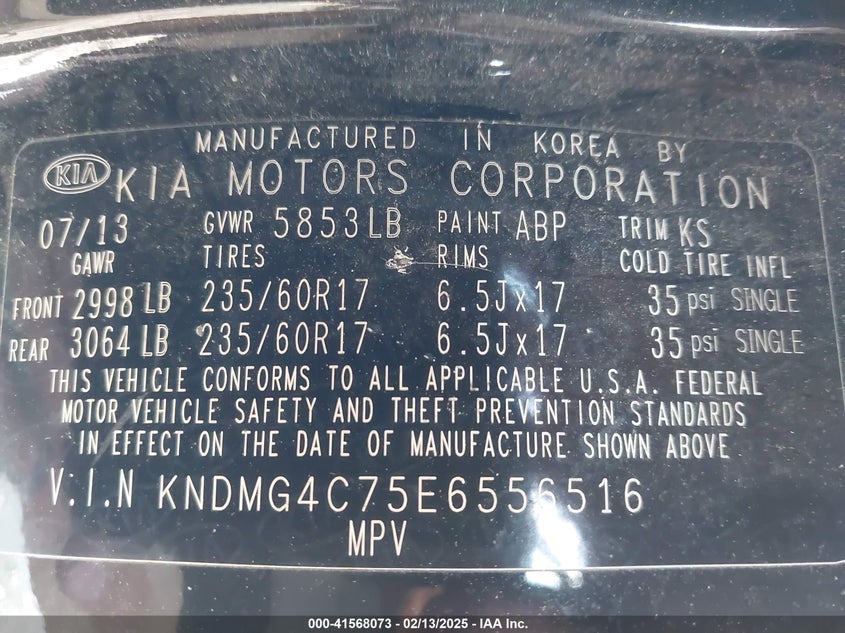 MANUFACTURED IN KOREA BY
KIA KIA MOTORS CORPORATION
07/13 GVWR 5853LB PAINT ABP TRIM KS
GAWR TIRES RIMS COLD TIRE INFL
FRONT 2998 LB 235/60R17 6.5Jx17 35 psi SINGLE
REAR 3064 LB 235/60R17 6.5Jx17 35 psi SINGLE
THIS VEHICLE CONFORMS TO ALL APPLICABLE U.S.A. FEDERAL
MOTOR VEHICLE SAFETY AND THEFT PREVENTION STANDARDS
IN EFFECT ON THE DATE OF MANUFACTURE SHOWN ABOVE
V.I.N KNDMG4C75E6556516
MPV
000-41568073 - 02/13/2025 - IAA Inc.